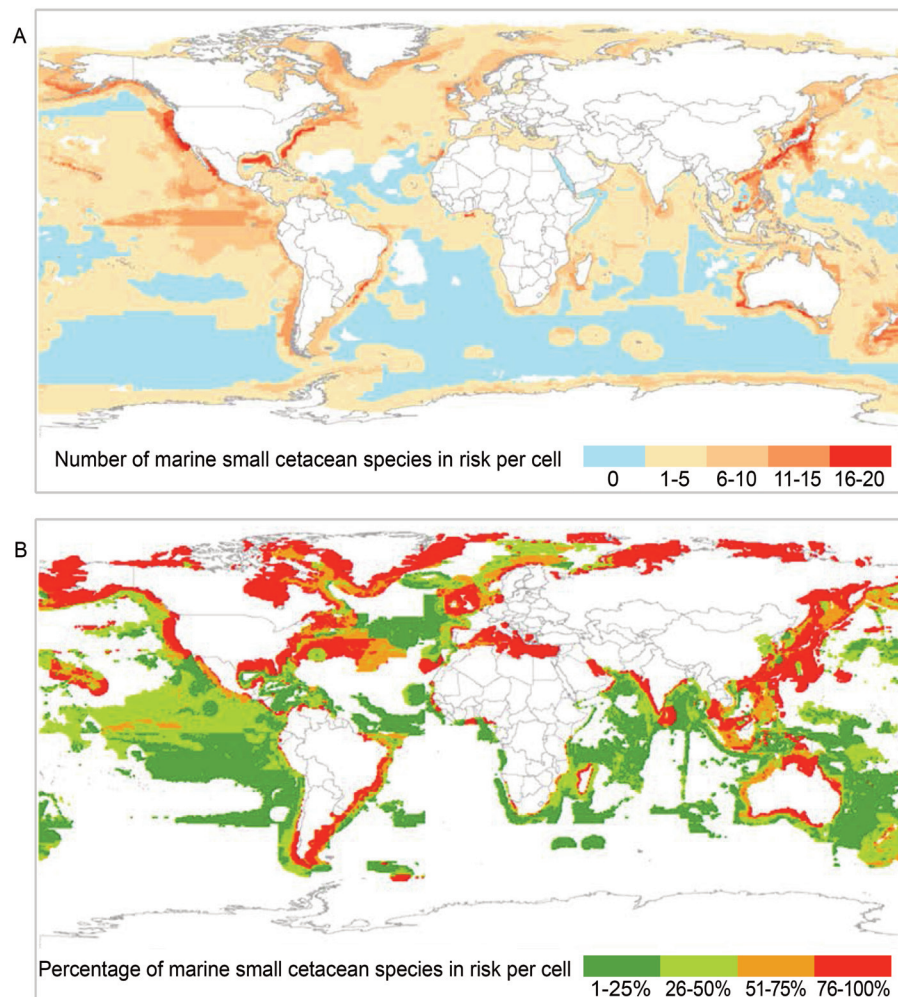 A
Number of marine small cetacean species in risk per cell
0 1-5 6-10 11-15 16-20
B
Percentage of marine small cetacean species in risk per cell
1-25% 26-50% 51-75% 76-100%